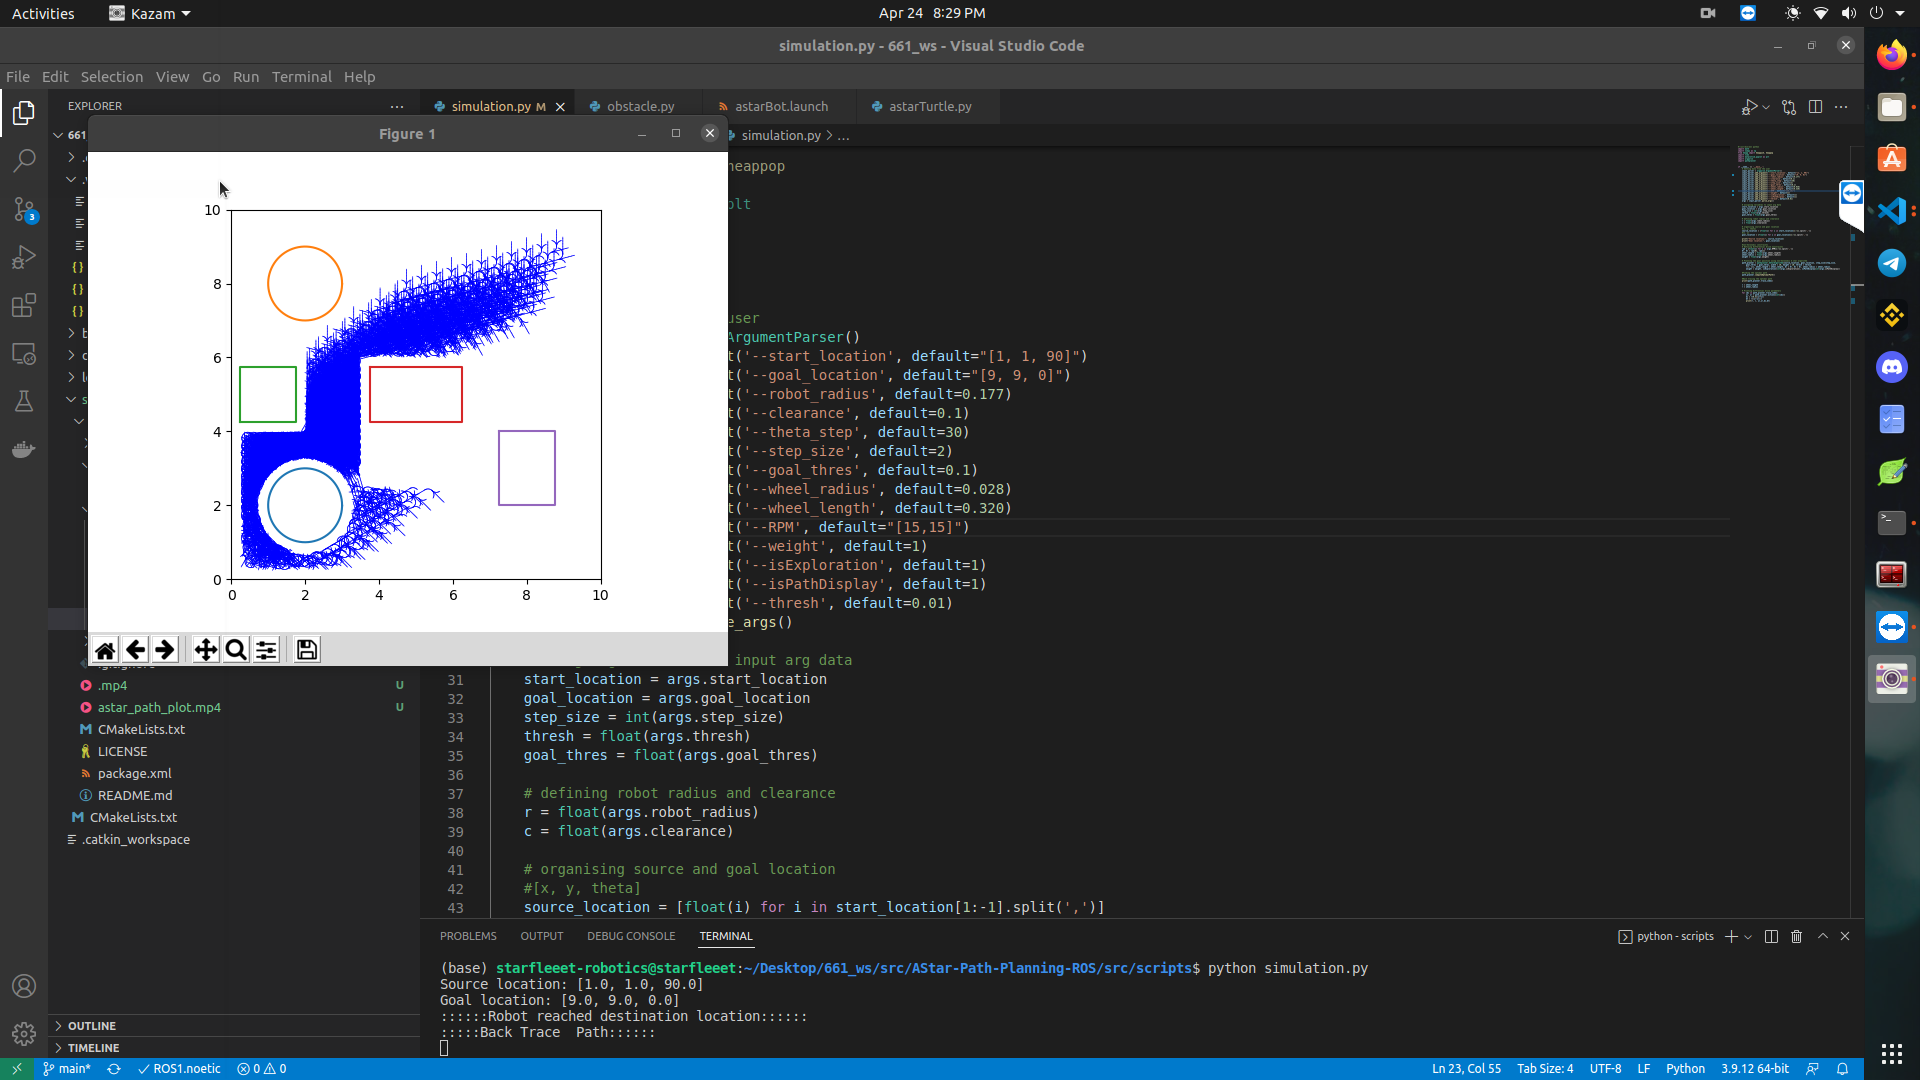 Activities
Kazam
Apr 24 8:29 PM
simulation.py - 661_ws - Visual Studio Code
File Edit Selection View Go Run Terminal Help
EXPLORER
simulation.py M
obstacle.py
astarBot.launch
astarTurtle.py
661
simulation.py > ...
Figure 1
10
8
6
4
2
0
0 2 4 6 8 10
3
heappop
olt
user
ArgumentParser()
t('--start_location', default="[1, 1, 90]")
t('--goal_location', default="[9, 9, 0]")
t('--robot_radius', default=0.177)
t('--clearance', default=0.1)
t('--theta_step', default=30)
t('--step_size', default=2)
t('--goal_thres', default=0.1)
t('--wheel_radius', default=0.028)
t('--wheel_length', default=0.320)
t('--RPM', default="[15,15]")
t('--weight', default=1)
t('--isExploration', default=1)
t('--isPathDisplay', default=1)
t('--thresh', default=0.01)
e_args()
input arg data
31 start_location = args.start_location
32 goal_location = args.goal_location
33 step_size = int(args.step_size)
34 thresh = float(args.thresh)
35 goal_thres = float(args.goal_thres)
36
37 # defining robot radius and clearance
38 r = float(args.robot_radius)
39 c = float(args.clearance)
40
41 # organising source and goal location
42 #[x, y, theta]
43 source_location = [float(i) for i in start_location[1:-1].split(',')]
.mp4 U
astar_path_plot.mp4 U
CMakeLists.txt
LICENSE
package.xml
README.md
CMakeLists.txt
.catkin_workspace
OUTLINE
TIMELINE
PROBLEMS OUTPUT DEBUG CONSOLE TERMINAL
python - scripts
(base) starfleeet-robotics@starfleeet:~/Desktop/661_ws/src/AStar-Path-Planning-ROS/src/scripts$ python simulation.py
Source location: [1.0, 1.0, 90.0]
Goal location: [9.0, 9.0, 0.0]
::::::Robot reached destination location::::::
:::::Back Trace  Path::::::
main*
ROS1.noetic
0 0
Ln 23, Col 55
Tab Size: 4
UTF-8
LF
Python
3.9.12 64-bit